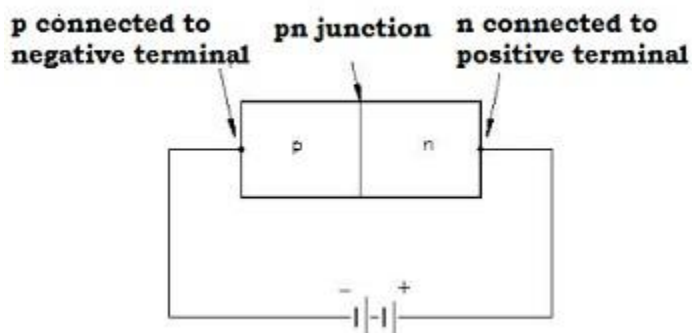 p connected to
negative terminal
pn junction
n connected to
positive terminal
p
n
− +